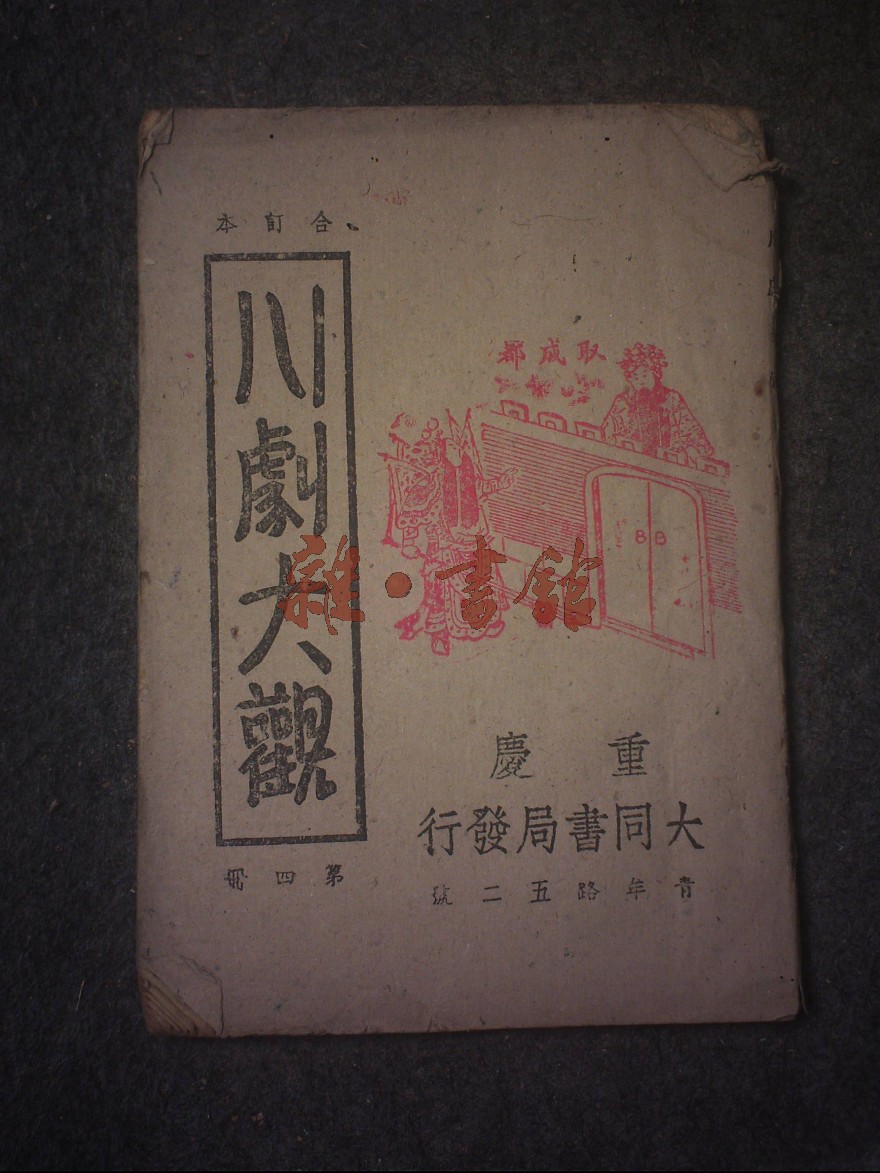 合訂本
川劇大觀
第四冊
取成都
重慶
大同書局發行
青年路五二號
雜·書館